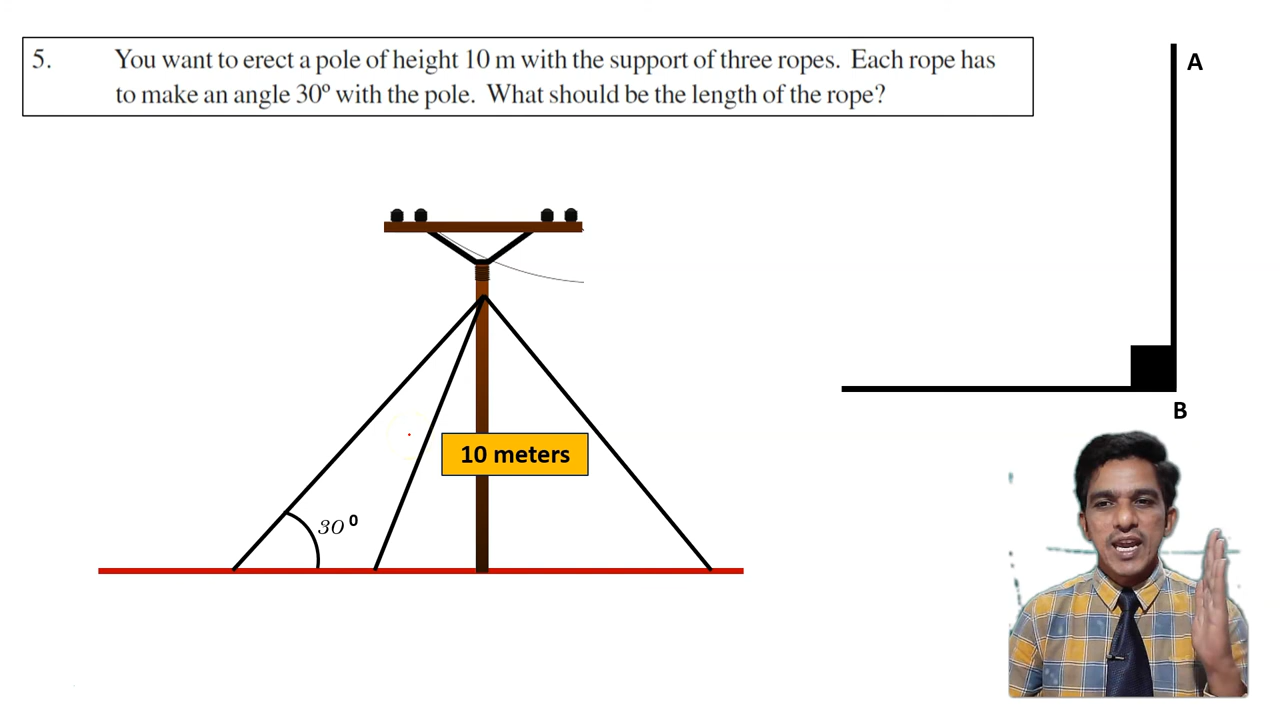 5. You want to erect a pole of height 10 m with the support of three ropes. Each rope has
to make an angle 30º with the pole. What should be the length of the rope?
A
10 meters
30⁰
B